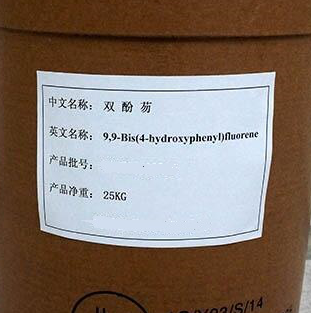 中文名称： 双 酚 芴
英文名称： 9,9-Bis(4-hydroxyphenyl)fluorene
产品批号：
产品净重： 25KG
/S/14